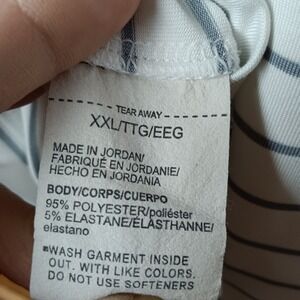 TEAR AWAY
XXL/TTG/EEG
MADE IN JORDAN/
FABRIQUÉ EN JORDANIE/
HECHO EN JORDANIA
BODY/CORPS/CUERPO
95% POLYESTER/poliéster
5% ELASTANE/ÉLASTHANNE/
elastano
WASH GARMENT INSIDE
OUT. WITH LIKE COLORS.
DO NOT USE SOFTENERS